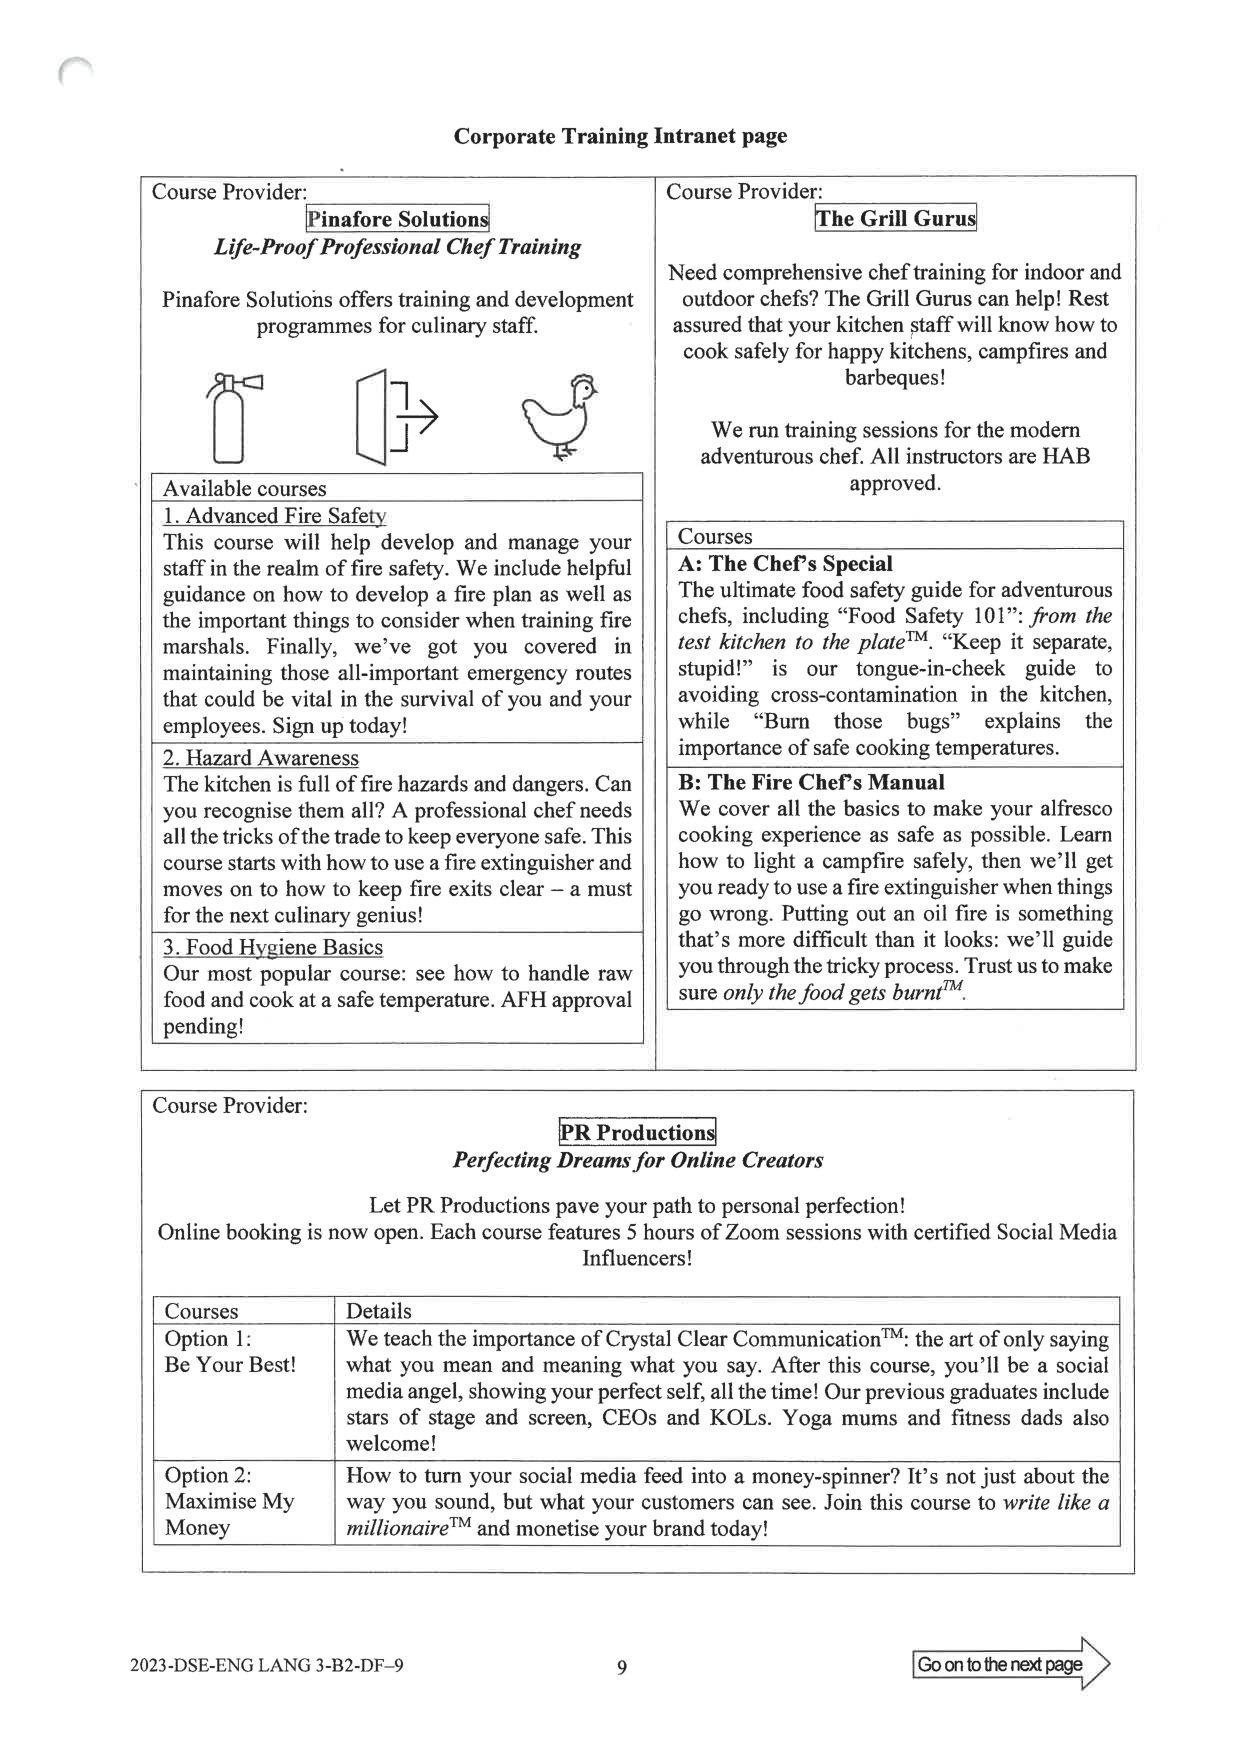 Corporate Training Intranet page
Course Provider:
Pinafore Solutions
Life-Proof Professional Chef Training
Pinafore Solutions offers training and development
programmes for culinary staff.
Available courses
1. Advanced Fire Safety
This course will help develop and manage your
staff in the realm of fire safety. We include helpful
guidance on how to develop a fire plan as well as
the important things to consider when training fire
marshals. Finally, we've got you covered in
maintaining those all-important emergency routes
that could be vital in the survival of you and your
employees. Sign up today!
2. Hazard Awareness
The kitchen is full of fire hazards and dangers. Can
you recognise them all? A professional chef needs
all the tricks of the trade to keep everyone safe. This
course starts with how to use a fire extinguisher and
moves on to how to keep fire exits clear – a must
for the next culinary genius!
3. Food Hygiene Basics
Our most popular course: see how to handle raw
food and cook at a safe temperature. AFH approval
pending!
Course Provider:
The Grill Gurus
Need comprehensive chef training for indoor and
outdoor chefs? The Grill Gurus can help! Rest
assured that your kitchen staff will know how to
cook safely for happy kitchens, campfires and
barbeques!
We run training sessions for the modern
adventurous chef. All instructors are HAB
approved.
Courses
A: The Chef's Special
The ultimate food safety guide for adventurous
chefs, including “Food Safety 101”: from the
test kitchen to the plate™. “Keep it separate,
stupid!” is our tongue-in-cheek guide to
avoiding cross-contamination in the kitchen,
while “Burn those bugs” explains the
importance of safe cooking temperatures.
B: The Fire Chef's Manual
We cover all the basics to make your alfresco
cooking experience as safe as possible. Learn
how to light a campfire safely, then we'll get
you ready to use a fire extinguisher when things
go wrong. Putting out an oil fire is something
that's more difficult than it looks: we'll guide
you through the tricky process. Trust us to make
sure only the food gets burnt™.
Course Provider:
PR Productions
Perfecting Dreams for Online Creators
Let PR Productions pave your path to personal perfection!
Online booking is now open. Each course features 5 hours of Zoom sessions with certified Social Media
Influencers!
Courses Details
Option 1:
Be Your Best!
We teach the importance of Crystal Clear Communication™: the art of only saying
what you mean and meaning what you say. After this course, you'll be a social
media angel, showing your perfect self, all the time! Our previous graduates include
stars of stage and screen, CEOs and KOLs. Yoga mums and fitness dads also
welcome!
Option 2:
Maximise My
Money
How to turn your social media feed into a money-spinner? It's not just about the
way you sound, but what your customers can see. Join this course to write like a
millionaire™ and monetise your brand today!
2023-DSE-ENG LANG 3-B2-DF–9
9
Go on to the next page